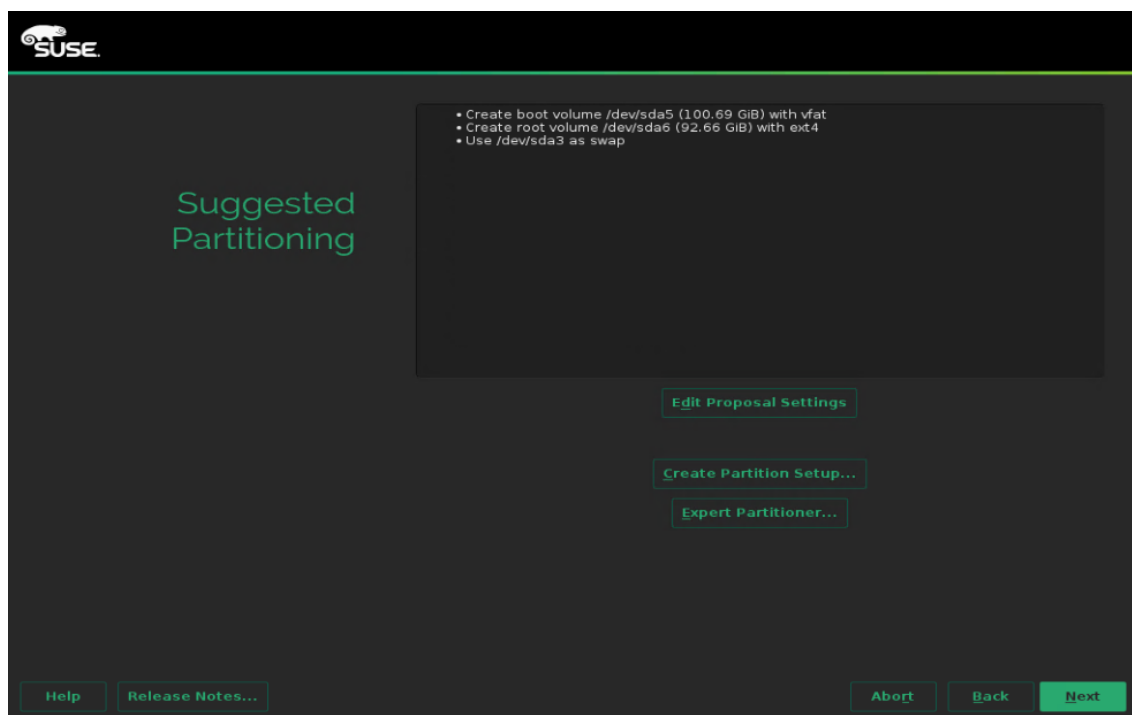 SUSE.
• Create boot volume /dev/sda5 (100.69 GiB) with vfat
• Create root volume /dev/sda6 (92.66 GiB) with ext4
• Use /dev/sda3 as swap
Suggested
Partitioning
Edit Proposal Settings
Create Partition Setup...
Expert Partitioner...
Help
Release Notes...
Abort
Back
Next